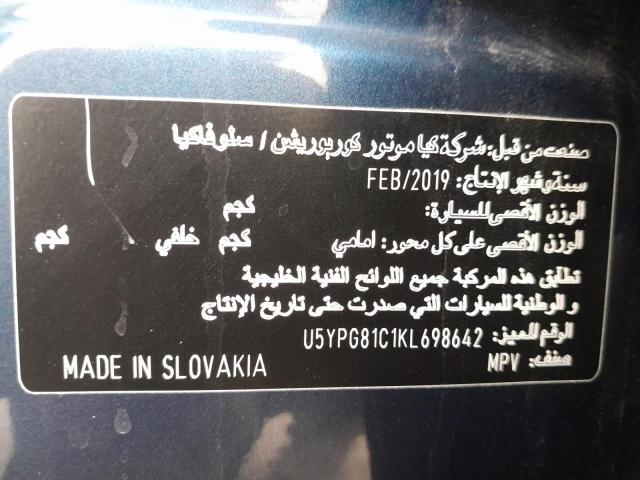 صنعت من قبل: شركة كيا موتور كوربوريشن / سلوفاكيا
سنة وشهر الإنتاج: FEB/2019
الوزن الأقصى للسيارة: كجم
الوزن الأقصى على كل محور: امامي كجم خلفي كجم
تطابق هذه المركبة جميع اللوائح الفنية الخليجية
و الوطنية للسيارات التي صدرت حتى تاريخ الإنتاج
الرقم المميز: U5YPG81C1KL698642
صنف: MPV
MADE IN SLOVAKIA